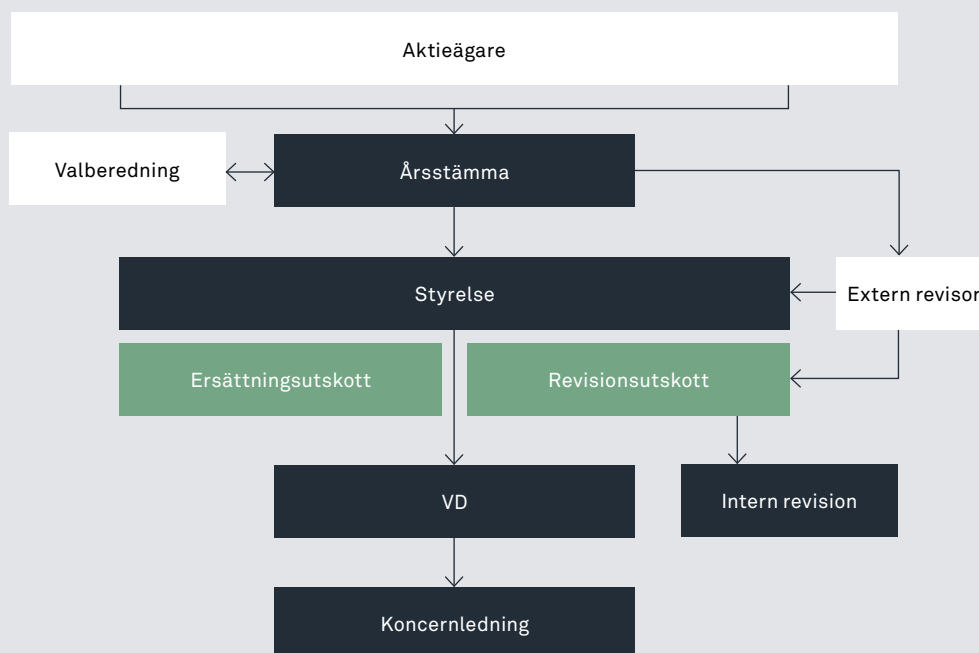 Aktieägare
Valberedning
Årsstämma
Styrelse
Extern revisor
Ersättningsutskott
Revisionsutskott
VD
Intern revision
Koncernledning